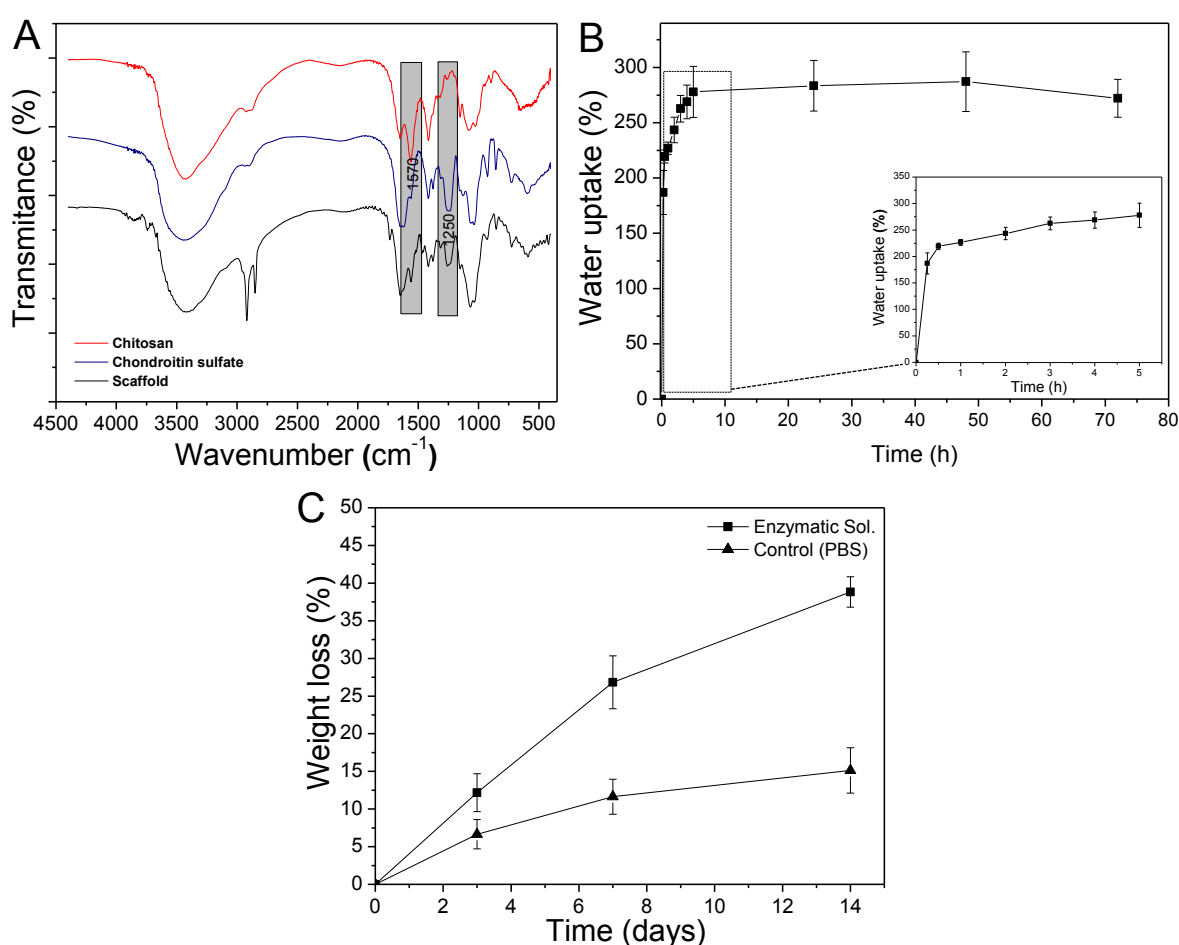 A
Transmitance (%)
1570
1250
Chitosan
Chondroitin sulfate
Scaffold
4500 4000 3500 3000 2500 2000 1500 1000 500
Wavenumber (cm⁻¹)
B
Water uptake (%)
300
250
200
150
100
50
0
0 10 20 30 40 50 60 70 80
Time (h)
Water uptake (%)
350
300
250
200
150
100
50
0
0 1 2 3 4 5
Time (h)
C
Weight loss (%)
50
45
40
35
30
25
20
15
10
5
0
Enzymatic Sol.
Control (PBS)
0 2 4 6 8 10 12 14
Time (days)